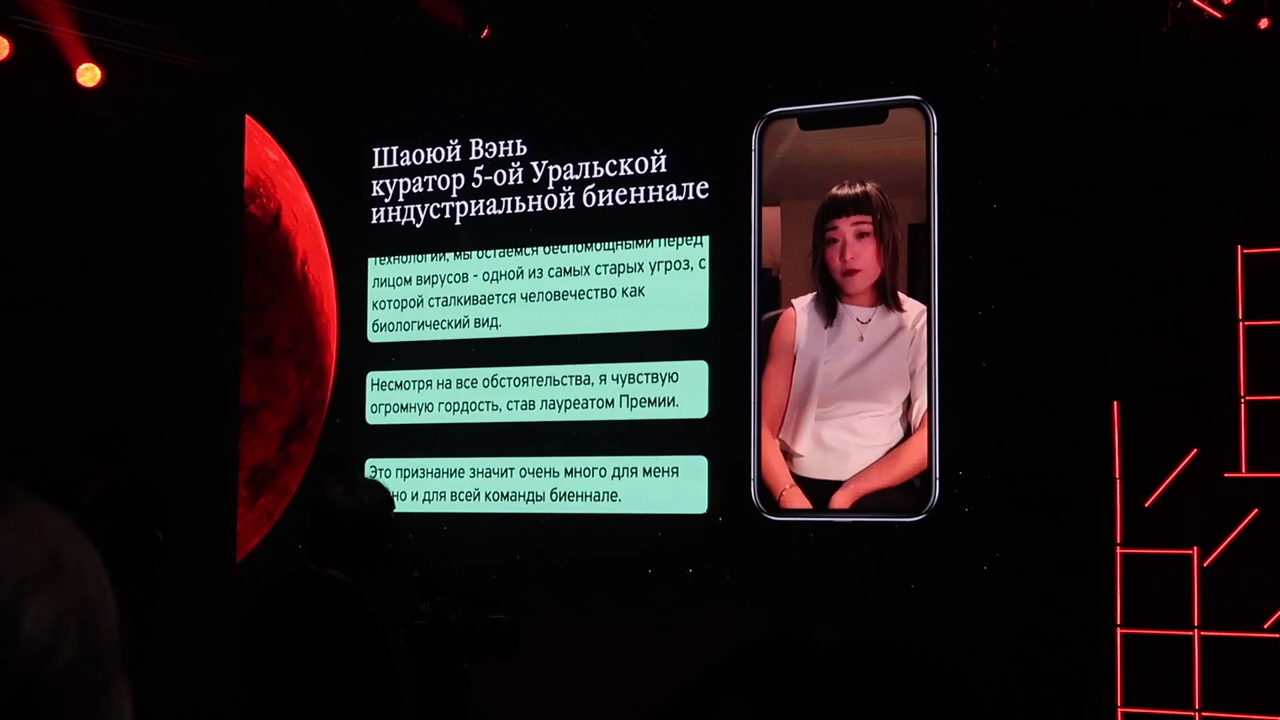 Шаоюй Вэнь
куратор 5-ой Уральской
индустриальной биеннале
технологии, мы остаемся беспомощными перед
лицом вирусов - одной из самых старых угроз, с
которой сталкивается человечество как
биологический вид.
Несмотря на все обстоятельства, я чувствую
огромную гордость, став лауреатом Премии.
Это признание значит очень много для меня
и для всей команды биеннале.